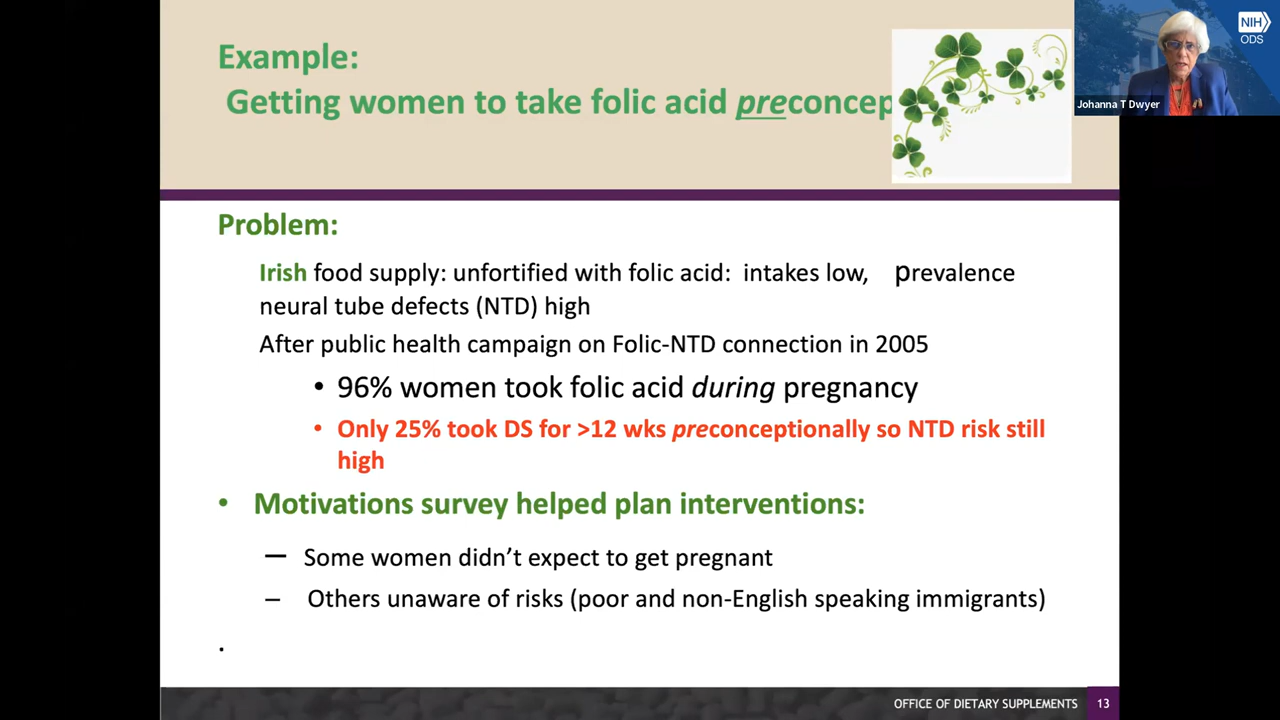 Example:
Getting women to take folic acid preconcep
NIH
ODS
Johanna T Dwyer
Problem:
Irish food supply: unfortified with folic acid: intakes low, prevalence
neural tube defects (NTD) high
After public health campaign on Folic-NTD connection in 2005
• 96% women took folic acid during pregnancy
• Only 25% took DS for >12 wks preconceptionally so NTD risk still
high
• Motivations survey helped plan interventions:
— Some women didn’t expect to get pregnant
– Others unaware of risks (poor and non-English speaking immigrants)
.
OFFICE OF DIETARY SUPPLEMENTS 13